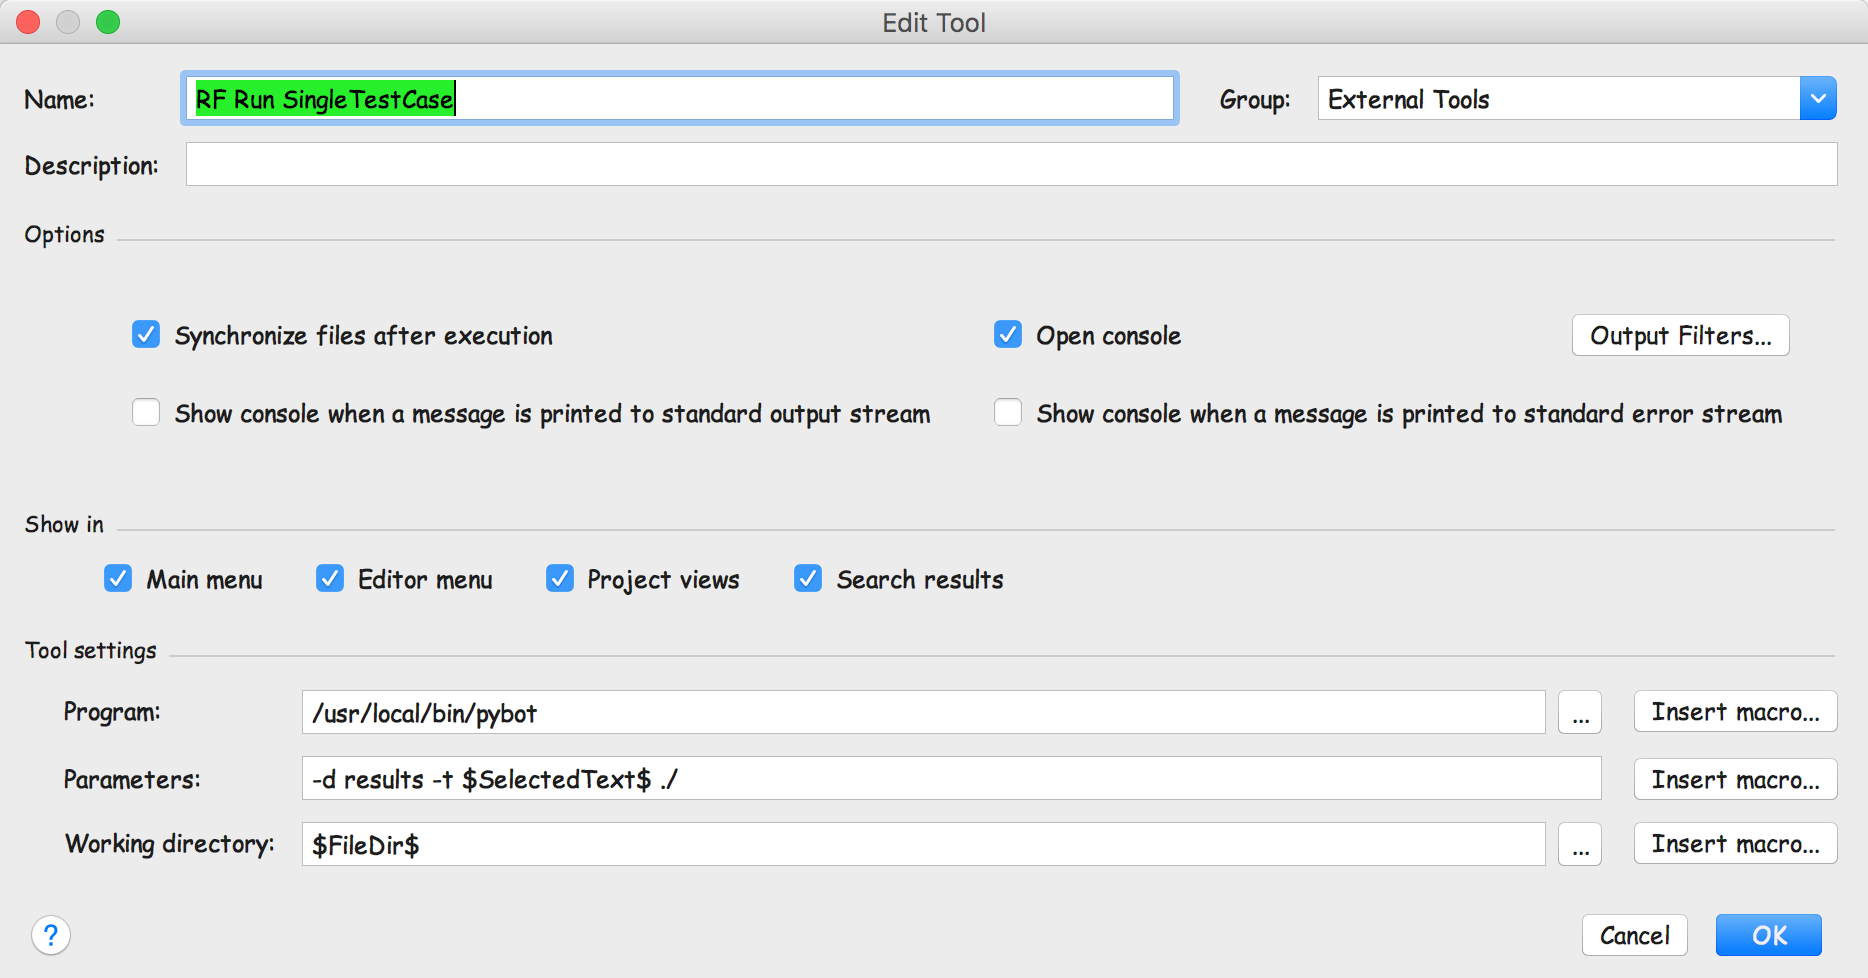 Edit Tool
Name: RF Run SingleTestCase Group: External Tools
Description:
Options
Synchronize files after execution Open console Output Filters...
Show console when a message is printed to standard output stream Show console when a message is printed to standard error stream
Show in
Main menu Editor menu Project views Search results
Tool settings
Program: /usr/local/bin/pybot ... Insert macro...
Parameters: -d results -t $SelectedText$ ./ Insert macro...
Working directory: $FileDir$ ... Insert macro...
? Cancel OK